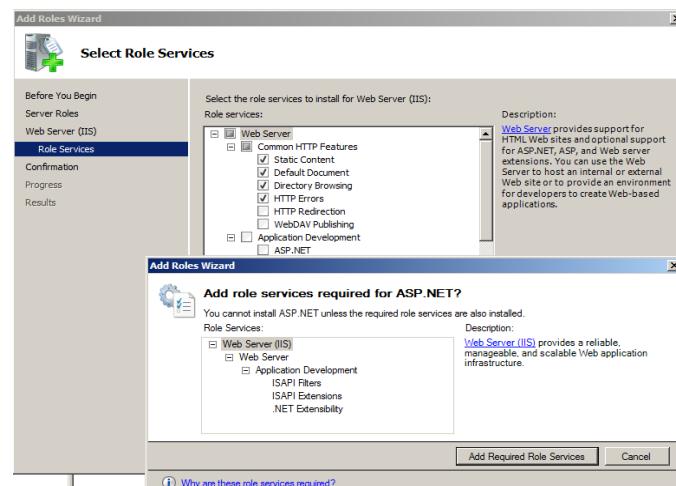 Add Roles Wizard
Select Role Services
Before You Begin
Server Roles
Web Server (IIS)
Role Services
Confirmation
Progress
Results
Select the role services to install for Web Server (IIS):
Role services:
Web Server
Common HTTP Features
Static Content
Default Document
Directory Browsing
HTTP Errors
HTTP Redirection
WebDAV Publishing
Application Development
ASP.NET
Description:
Web Server provides support for
HTML Web sites and optional support
for ASP.NET, ASP, and Web server
extensions. You can use the Web
Server to host an internal or external
Web site or to provide an environment
for developers to create Web-based
applications.
Add Roles Wizard
Add role services required for ASP.NET?
You cannot install ASP.NET unless the required role services are also installed.
Role Services:
Web Server (IIS)
Web Server
Application Development
ISAPI Filters
ISAPI Extensions
.NET Extensibility
Description:
Web Server (IIS) provides a reliable,
manageable, and scalable Web application
infrastructure.
Add Required Role Services
Cancel
Why are these role services required?